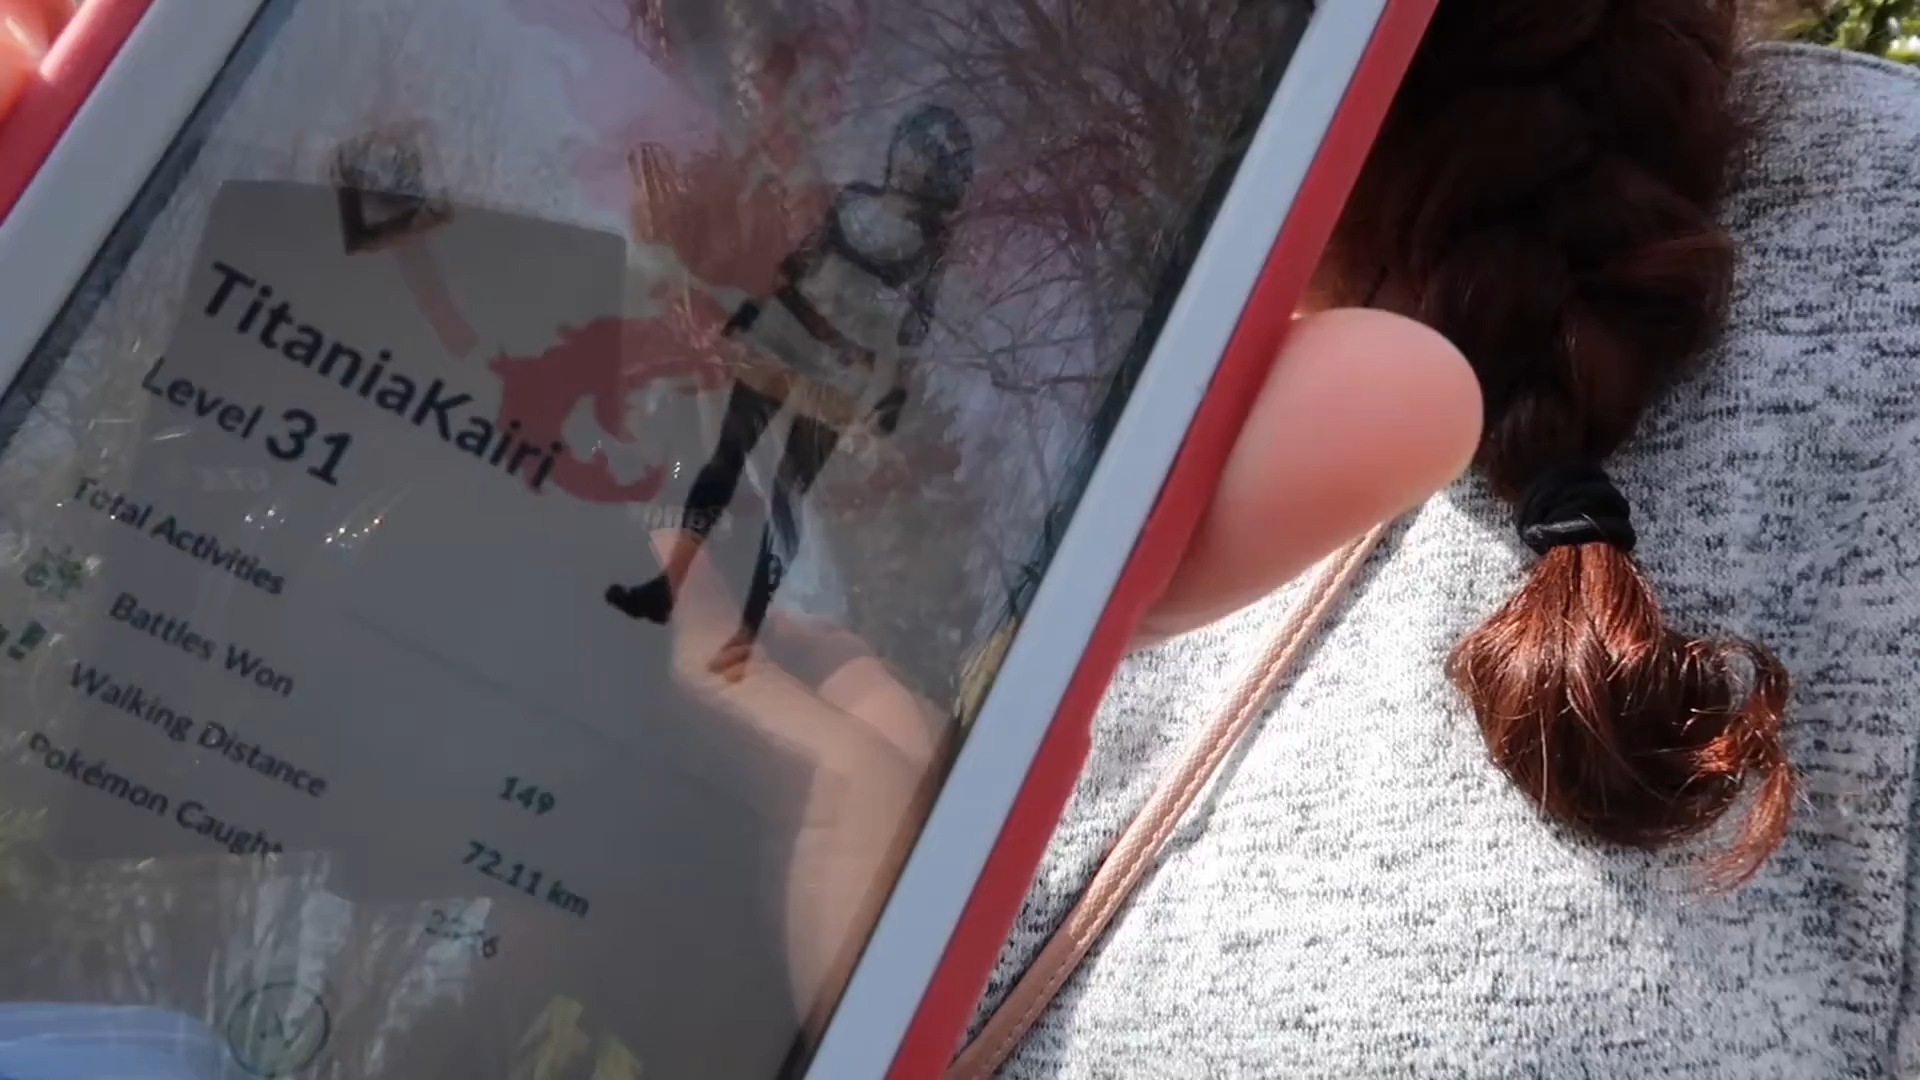 TitaniaKairi
Level 31
Total Activities
Battles Won 149
Walking Distance 72.11 km
Pokémon Caught